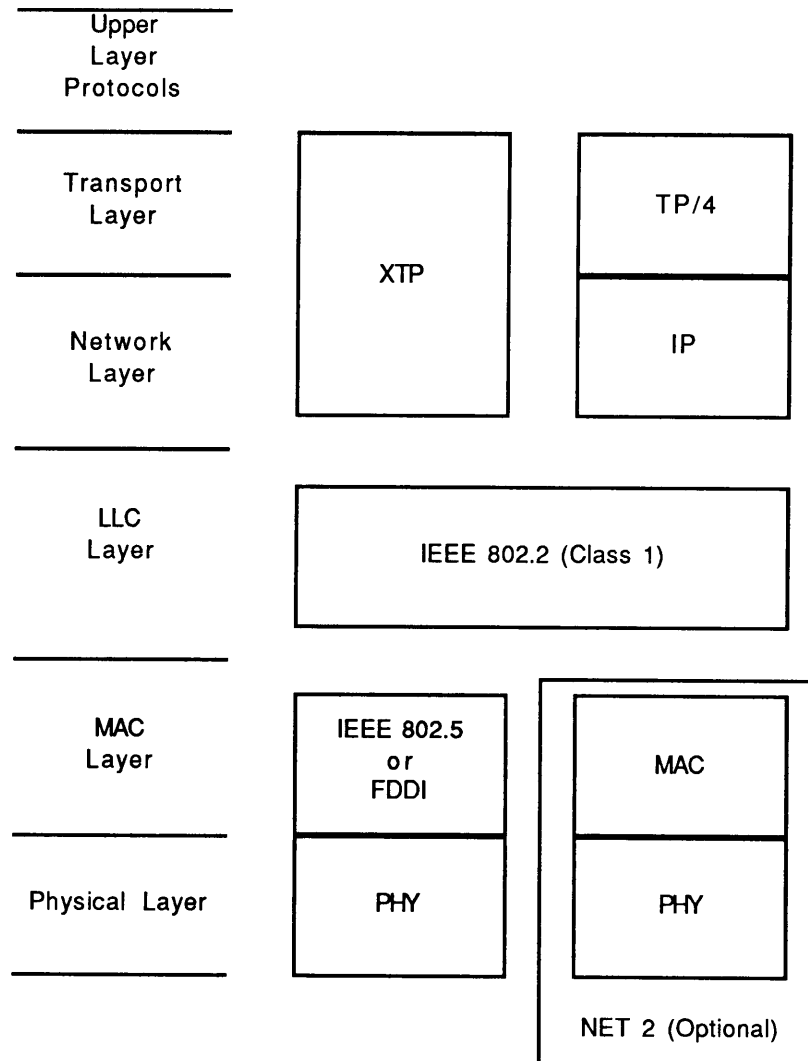 Upper
Layer
Protocols
Transport
Layer
XTP
TP/4
Network
Layer
IP
LLC
Layer
IEEE 802.2 (Class 1)
MAC
Layer
IEEE 802.5
or
FDDI
MAC
Physical Layer
PHY
PHY
NET 2 (Optional)